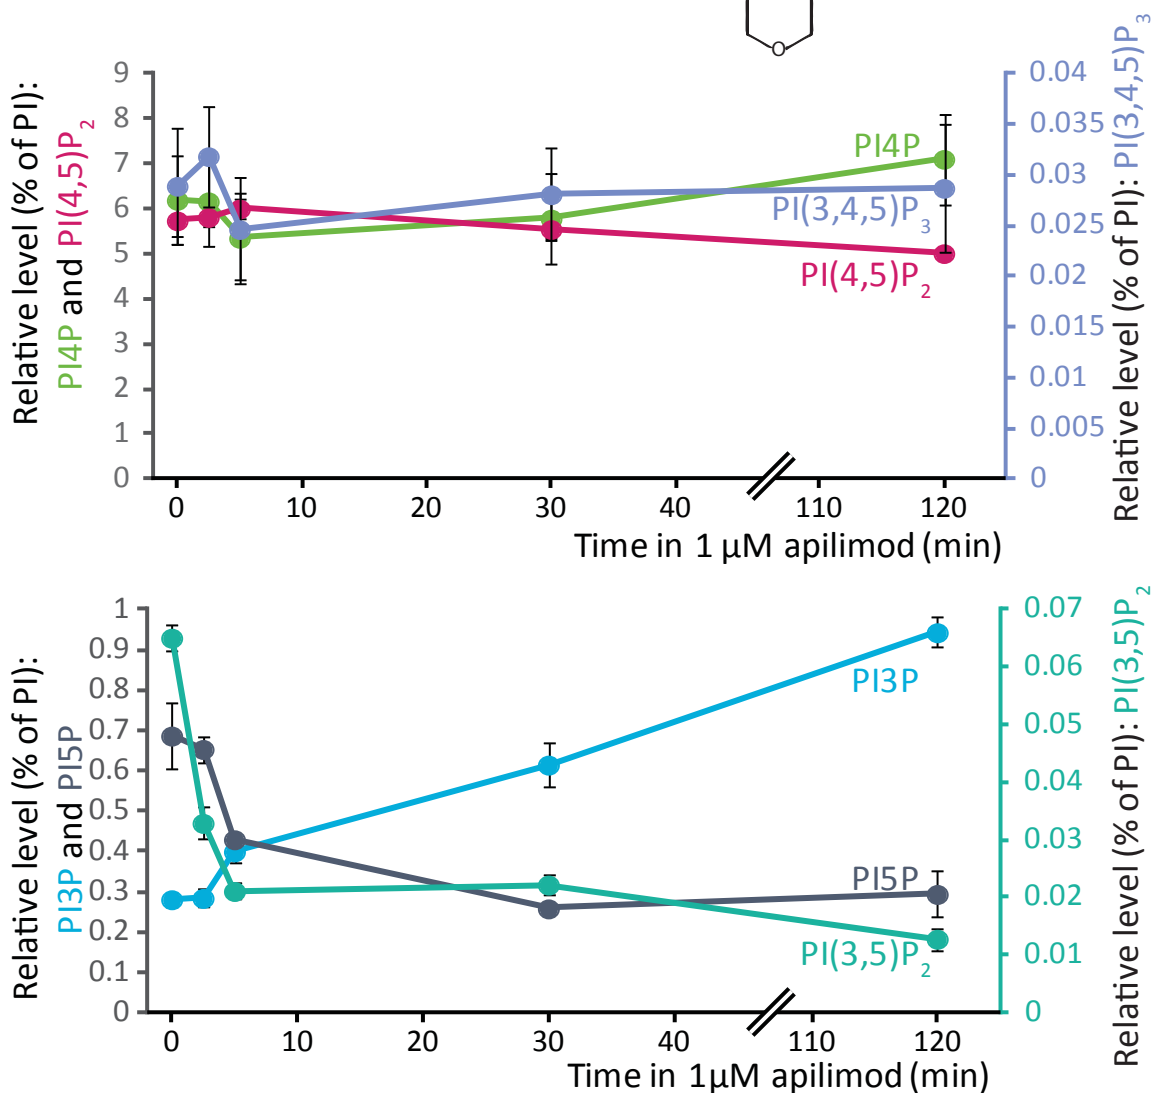 O
Relative level (% of PI):
PI4P and PI(4,5)P2
9
8
7
6
5
4
3
2
1
0
PI4P
PI(3,4,5)P3
PI(4,5)P2
0.04
0.035
0.03
0.025
0.02
0.015
0.01
0.005
0
Relative level (% of PI): PI(3,4,5)P3
0 10 20 30 40 110 120
Time in 1 µM apilimod (min)
Relative level (% of PI):
PI3P and PI5P
1
0.9
0.8
0.7
0.6
0.5
0.4
0.3
0.2
0.1
0
PI3P
PI5P
PI(3,5)P2
0.07
0.06
0.05
0.04
0.03
0.02
0.01
0
Relative level (% of PI): PI(3,5)P2
0 10 20 30 40 110 120
Time in 1µM apilimod (min)